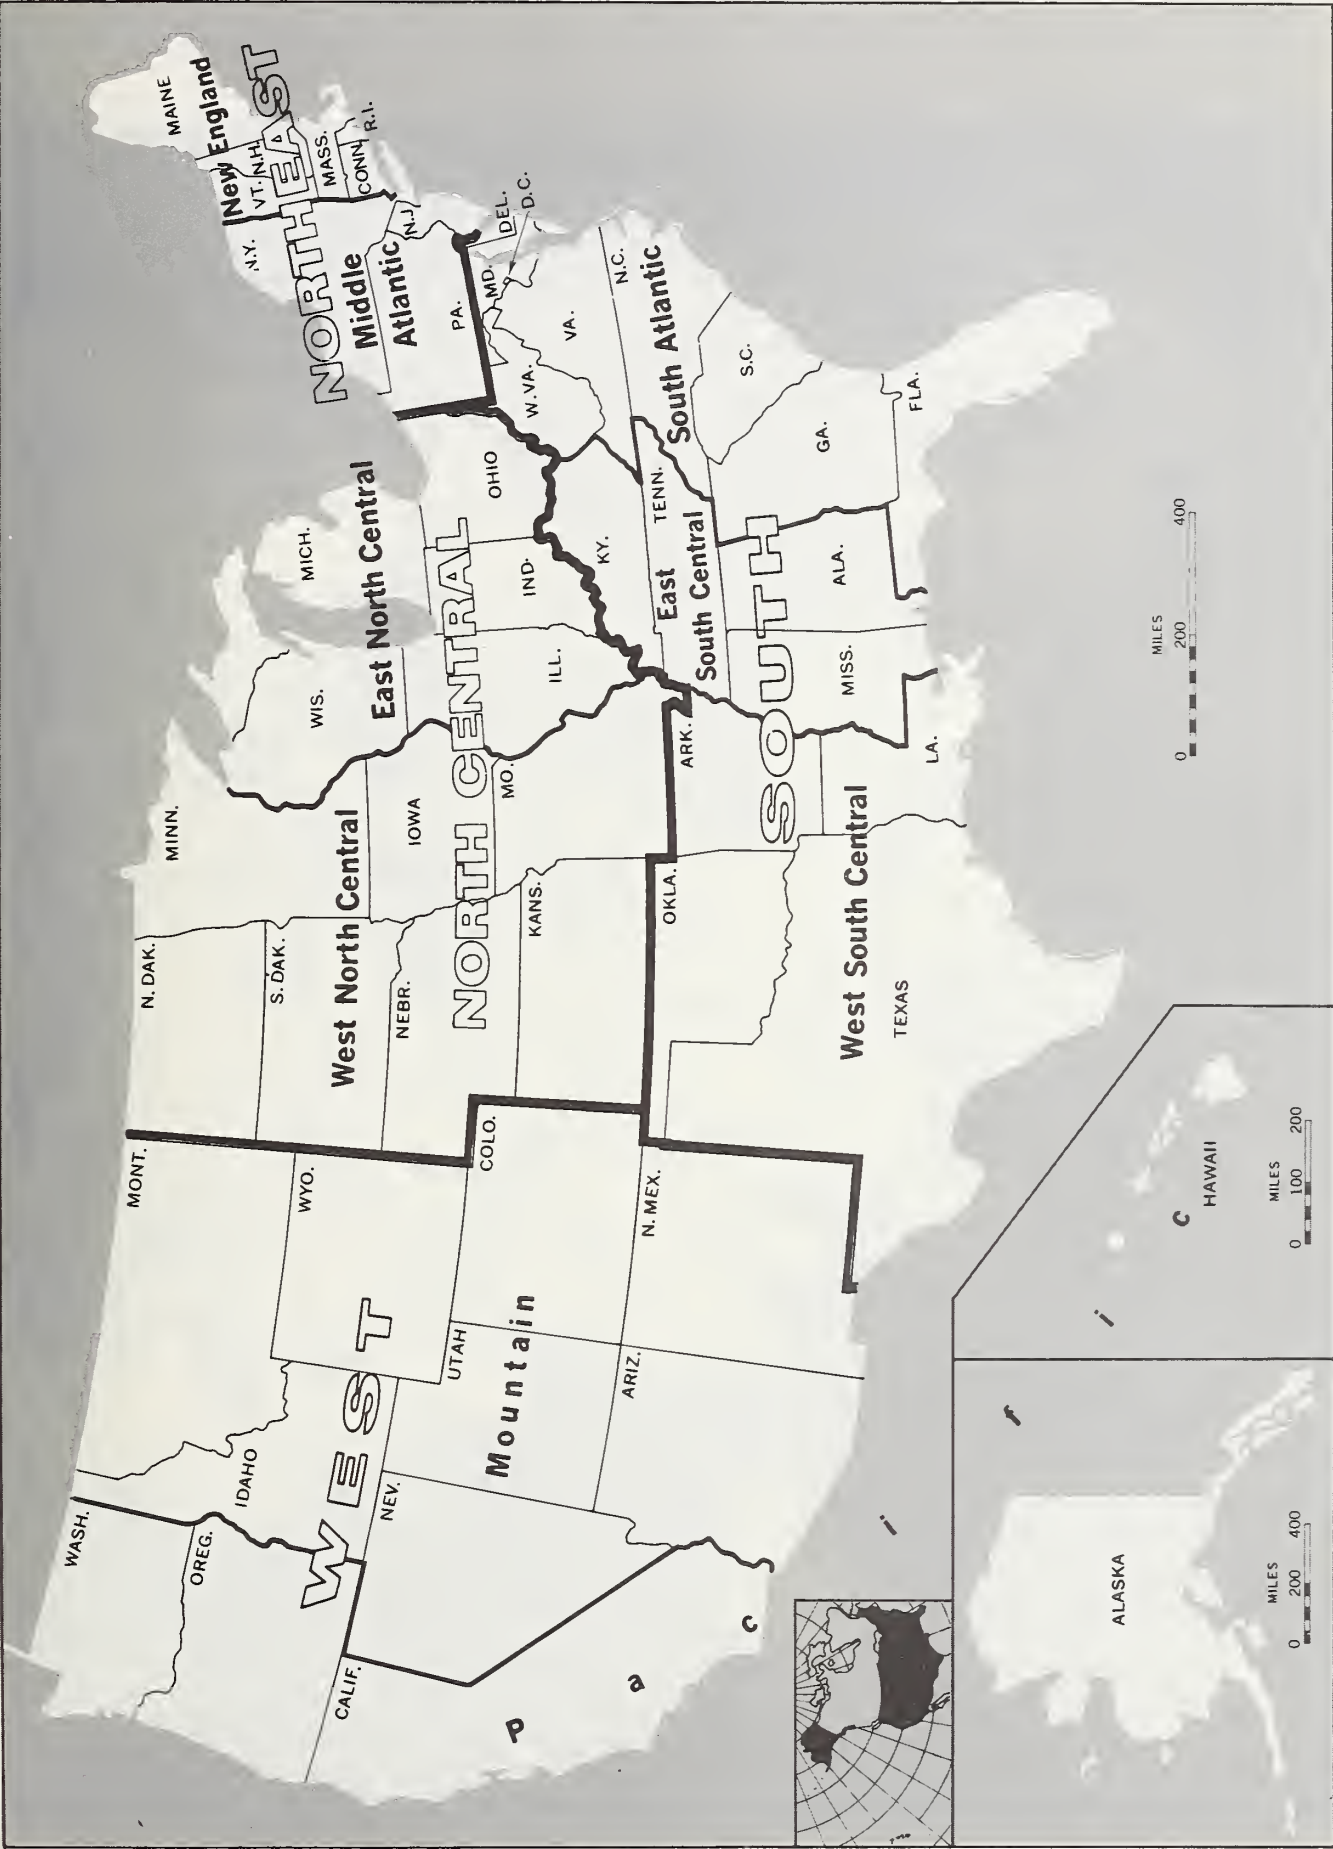 WASH.
MONT.
N. DAK.
MINN.
MAINE
OREG.
IDAHO
WYO.
S. DAK.
WIS.
MICH.
New England
VT.
N.H.
N.Y.
MASS.
CONN.
R.I.
NORTHEAST
Middle
Atlantic
N.J.
PA.
WEST
West North Central
East North Central
NEBR.
IOWA
NORTH CENTRAL
CALIF.
NEV.
UTAH
COLO.
KANS.
MO.
ILL.
IND.
OHIO
W.VA.
MD.
DEL.
D.C.
VA.
Mountain
ARIZ.
N. MEX.
OKLA.
ARK.
KY.
TENN.
N.C.
East
South Central
South Atlantic
S.C.
SOUTH
West South Central
TEXAS
LA.
MISS.
ALA.
GA.
FLA.
P a c i f i c
ALASKA
MILES
0 200 400
HAWAII
MILES
0 100 200
MILES
0 200 400